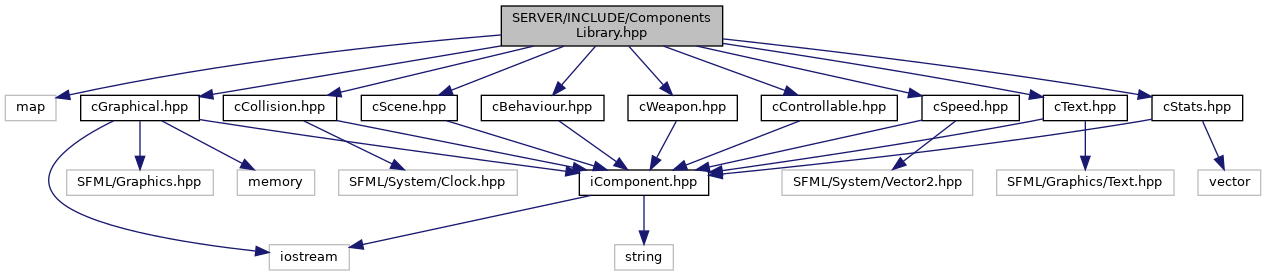 SERVER/INCLUDE/Components
Library.hpp
map
cGraphical.hpp
cCollision.hpp
cScene.hpp
cBehaviour.hpp
cWeapon.hpp
cControllable.hpp
cSpeed.hpp
cText.hpp
cStats.hpp
SFML/Graphics.hpp
memory
SFML/System/Clock.hpp
iComponent.hpp
SFML/System/Vector2.hpp
SFML/Graphics/Text.hpp
vector
iostream
string